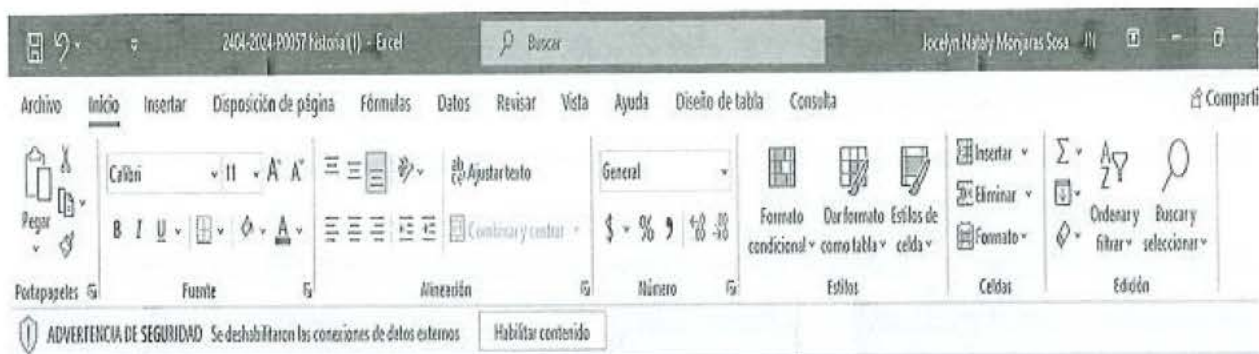 2404-2024-P0057 historia (1) - Excel Buscar Jocelyn Nataly Monjaras Sosa JN
Archivo Inicio Insertar Disposición de página Fórmulas Datos Revisar Vista Ayuda Diseño de tabla Consulta Comparti
Calibri 11 A A Ajustar texto General Insertar
Pegar Eliminar
N I U A Combinar y centrar $ % Formato Dar formato Estilos de Formato Ordenar y Buscar y
condicional como tabla celda filtrar seleccionar
Portapapeles Fuente Alineación Número Estilos Celdas Edición
ADVERTENCIA DE SEGURIDAD Se deshabilitaron las conexiones de datos externos Habilitar contenido